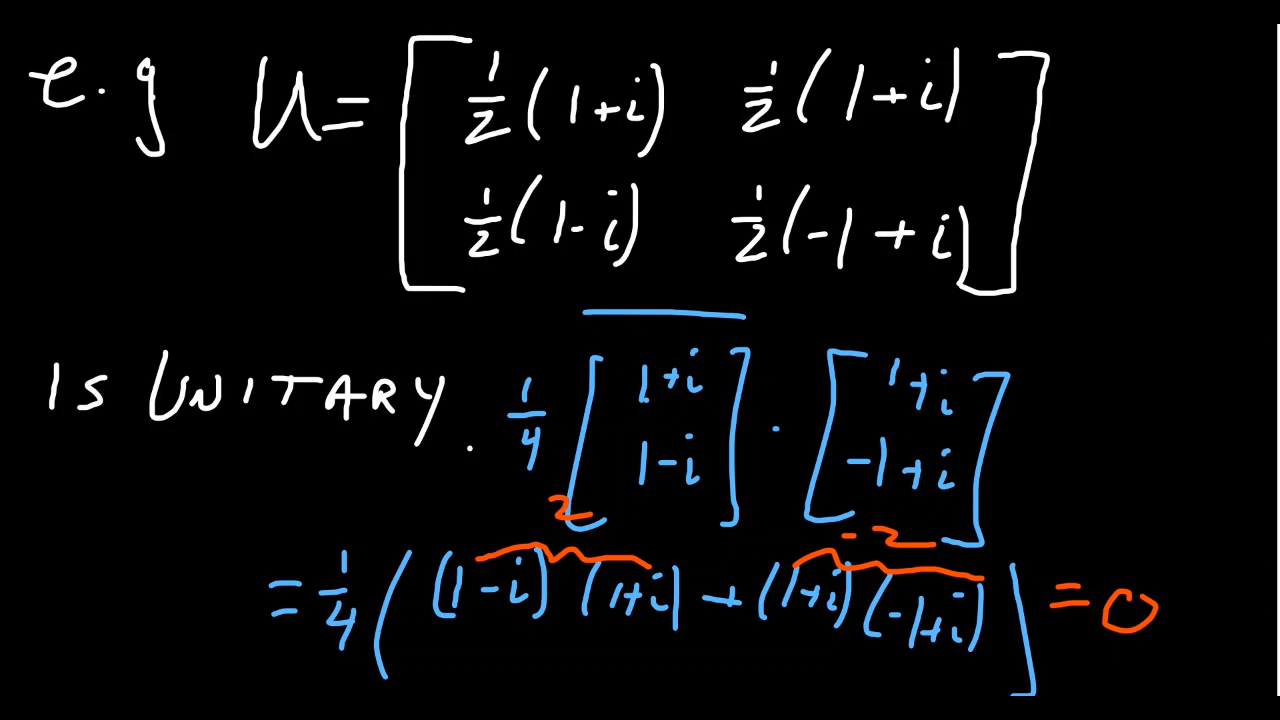 e.g U = [ 1/2 (1+i) 1/2 (1+i)
1/2 (1-i) 1/2 (-1+i) ]
IS UNITARY. 1/4 [ 1+i 1-i ] · [ 1+i -1+i ]
2 -2
= 1/4 ( (1-i) (1+i) + (1+i) (-1+i) ) = 0